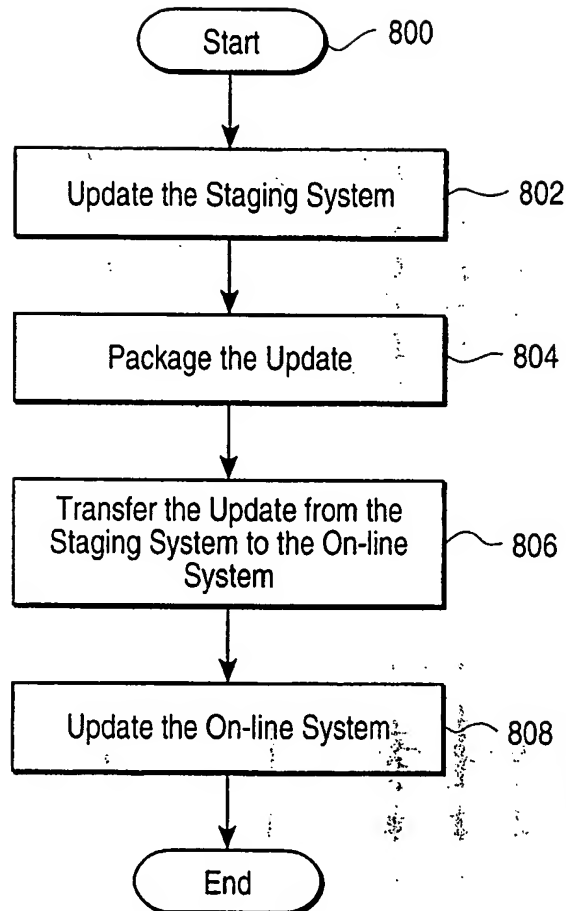 Start
800
Update the Staging System
802
Package the Update
804
Transfer the Update from the
Staging System to the On-line
System
806
Update the On-line System
808
End